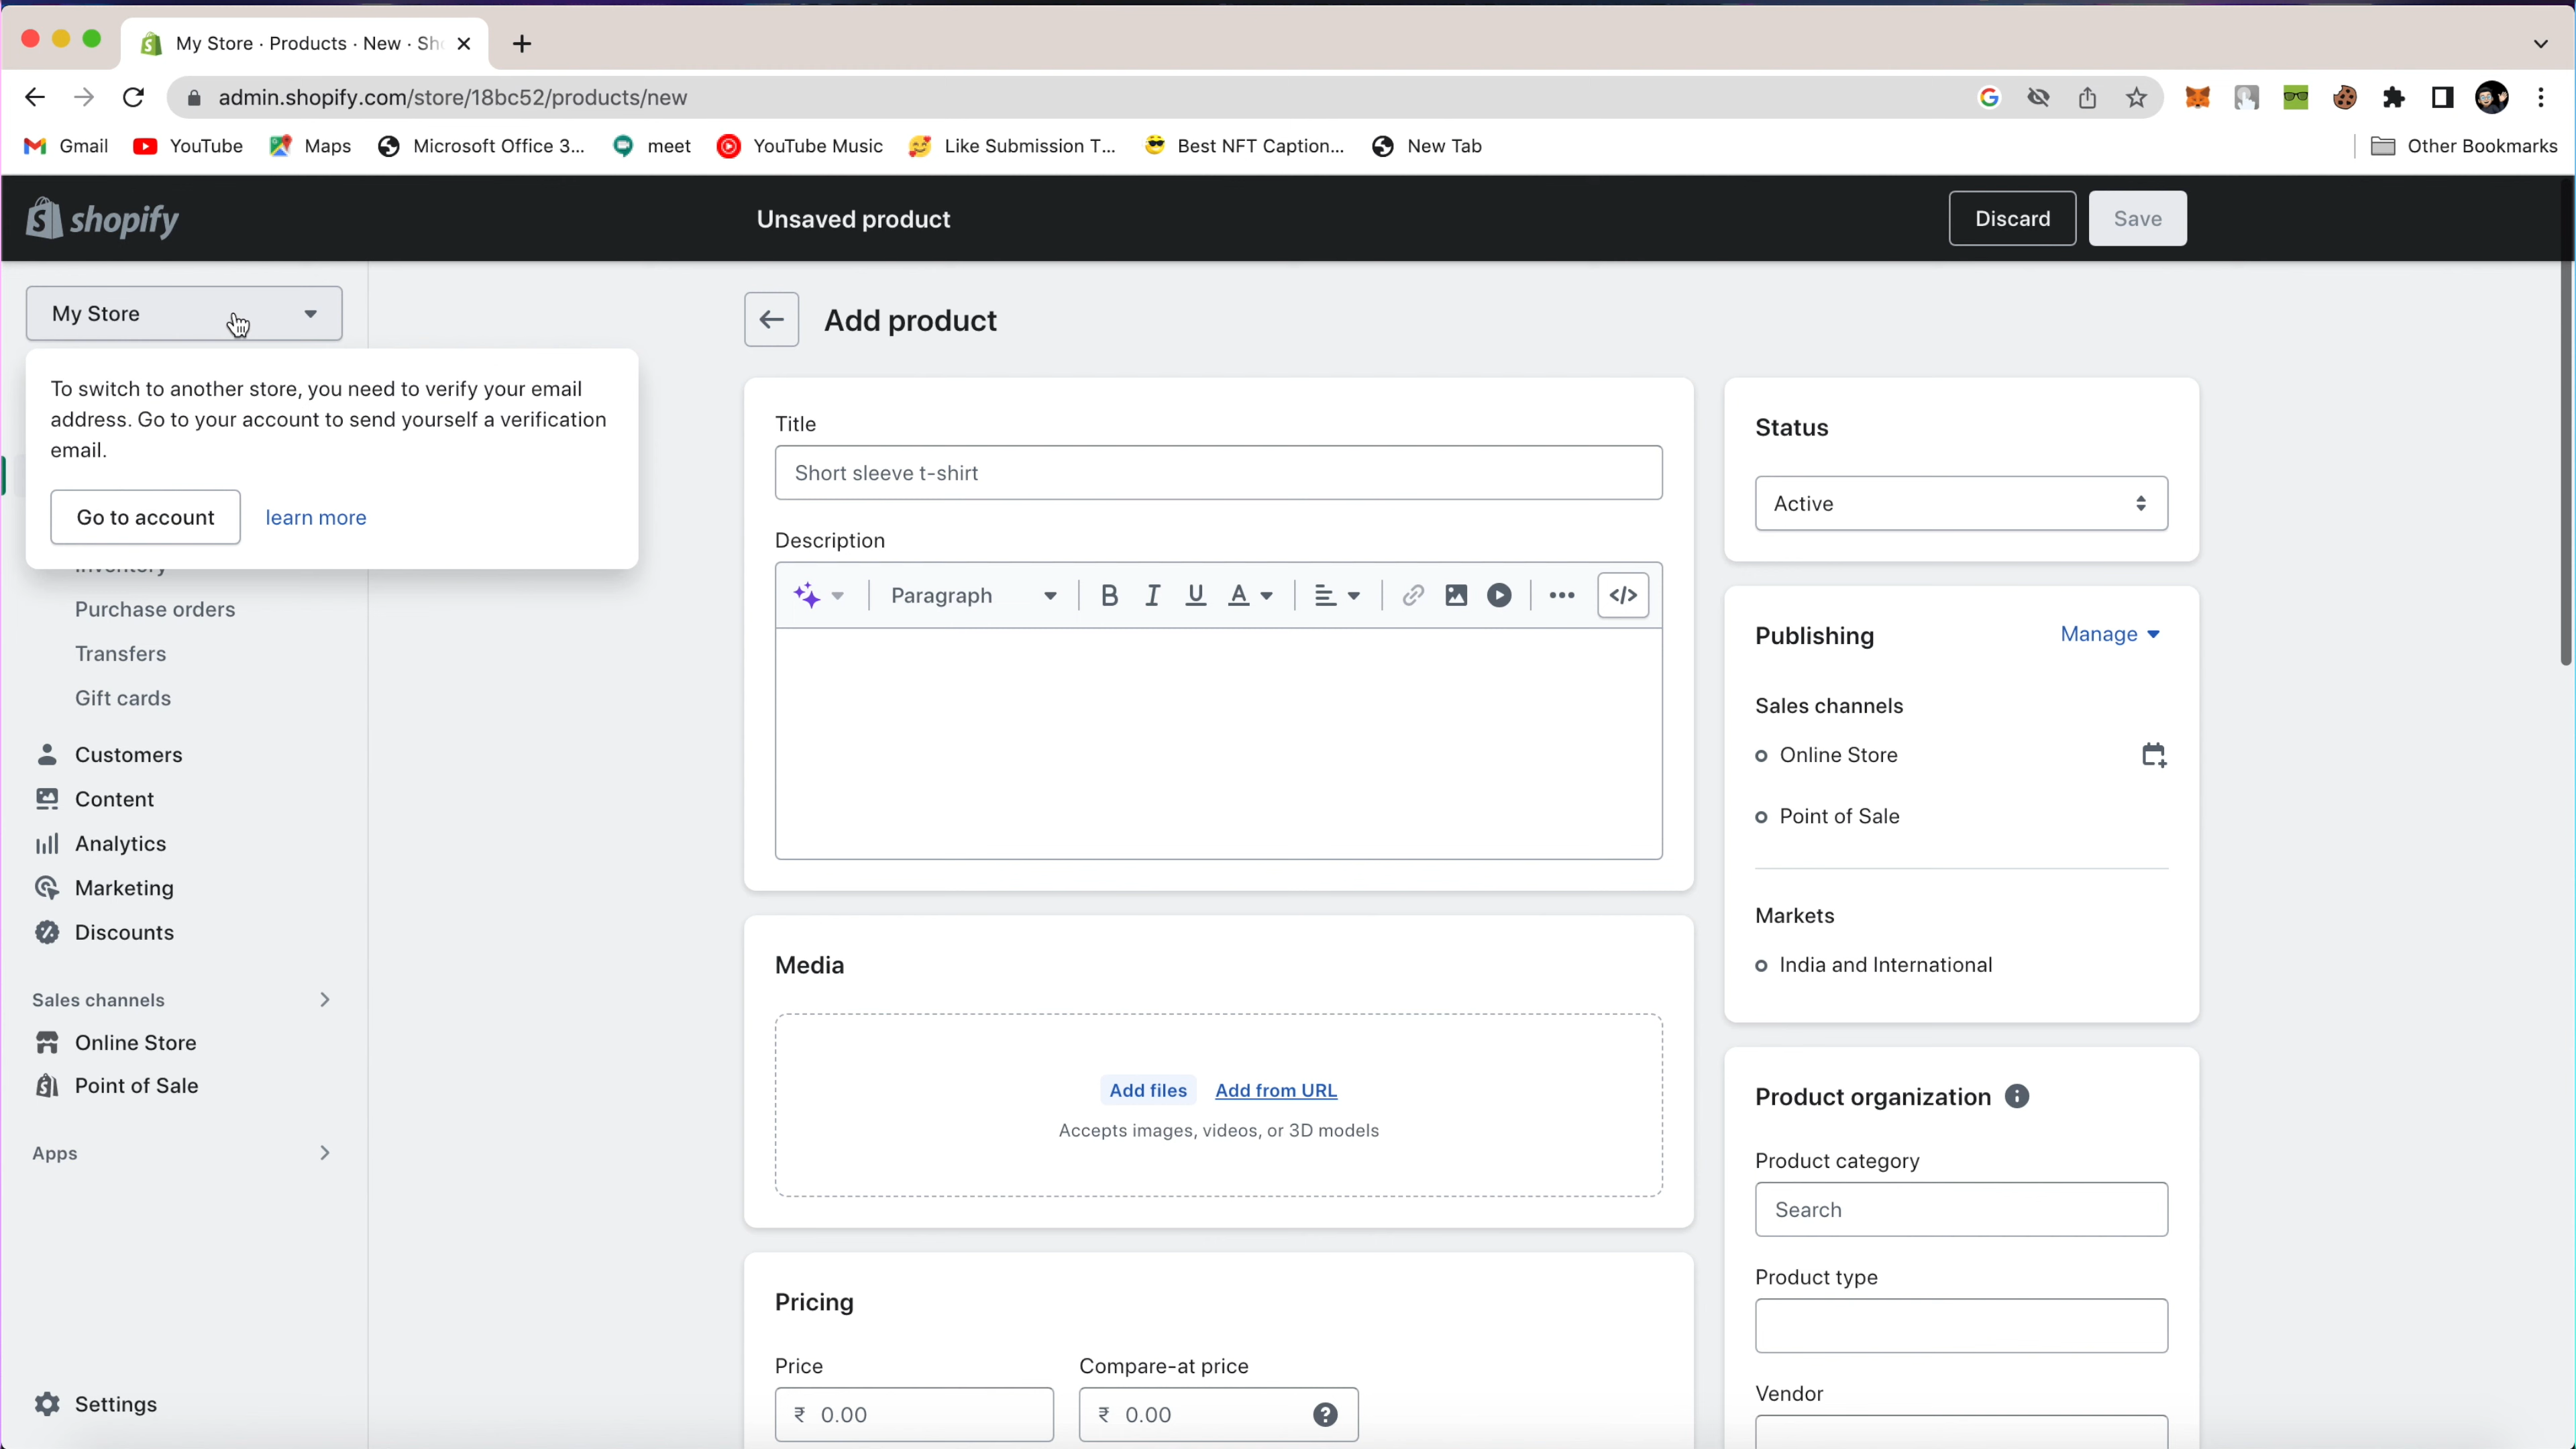 My Store · Products · New · Sh
admin.shopify.com/store/18bc52/products/new
Gmail
YouTube
Maps
Microsoft Office 3...
meet
YouTube Music
Like Submission T...
Best NFT Caption...
New Tab
Other Bookmarks
shopify
Unsaved product
Discard
Save
My Store
To switch to another store, you need to verify your email
address. Go to your account to send yourself a verification
email.
Go to account
learn more
Inventory
Purchase orders
Transfers
Gift cards
Customers
Content
Analytics
Marketing
Discounts
Sales channels
Online Store
Point of Sale
Apps
Settings
Add product
Title
Short sleeve t-shirt
Description
Paragraph
B I U A
</>
Media
Add files
Add from URL
Accepts images, videos, or 3D models
Pricing
Price
Compare-at price
₹ 0.00
₹ 0.00
Status
Active
Publishing
Manage
Sales channels
Online Store
Point of Sale
Markets
India and International
Product organization
Product category
Search
Product type
Vendor